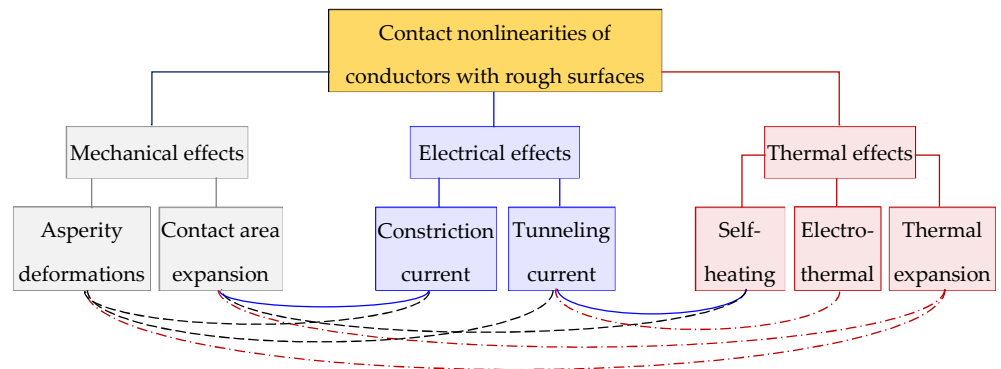 Contact nonlinearities of
conductors with rough surfaces
Mechanical effects
Electrical effects
Thermal effects
Asperity
deformations
Contact area
expansion
Constriction
current
Tunneling
current
Self-
heating
Electro-
thermal
Thermal
expansion